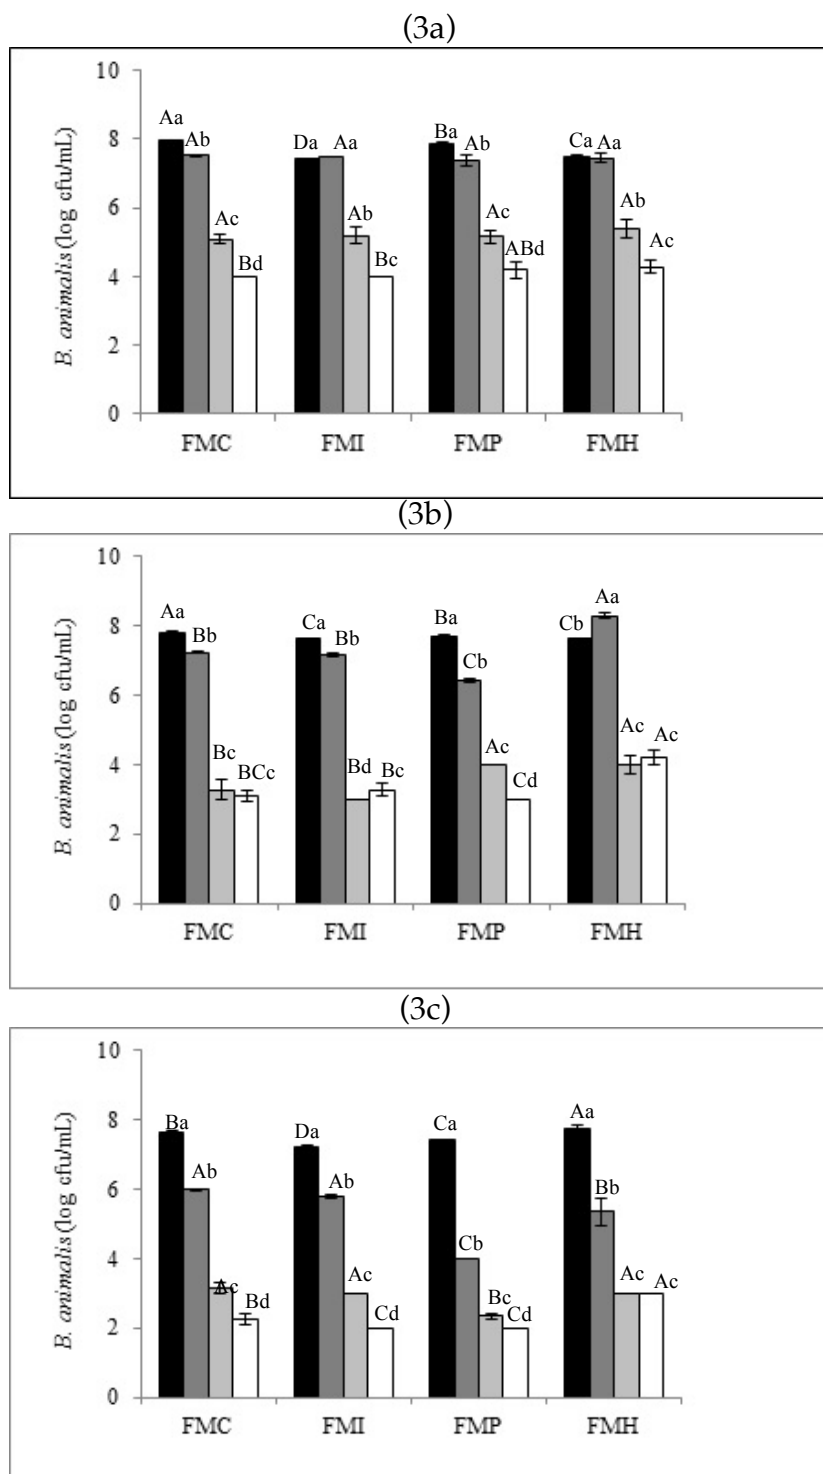 (3a)
10
8
6
4
2
0
B. animalis (log cfu/mL)
Aa Ab Ac Bd
Da Aa Ab Bc
Ba Ab Ac ABd
Ca Aa Ab Ac
FMC FMI FMP FMH
(3b)
10
8
6
4
2
0
B. animalis (log cfu/mL)
Aa Bb Bc BCc
Ca Bb Bd Bc
Ba Cb Ac Cd
Cb Aa Ac Ac
FMC FMI FMP FMH
(3c)
10
8
6
4
2
0
B. animalis (log cfu/mL)
Ba Ab Ac Bd
Da Ab Ac Cd
Ca Cb Bc Cd
Aa Bb Ac Ac
FMC FMI FMP FMH